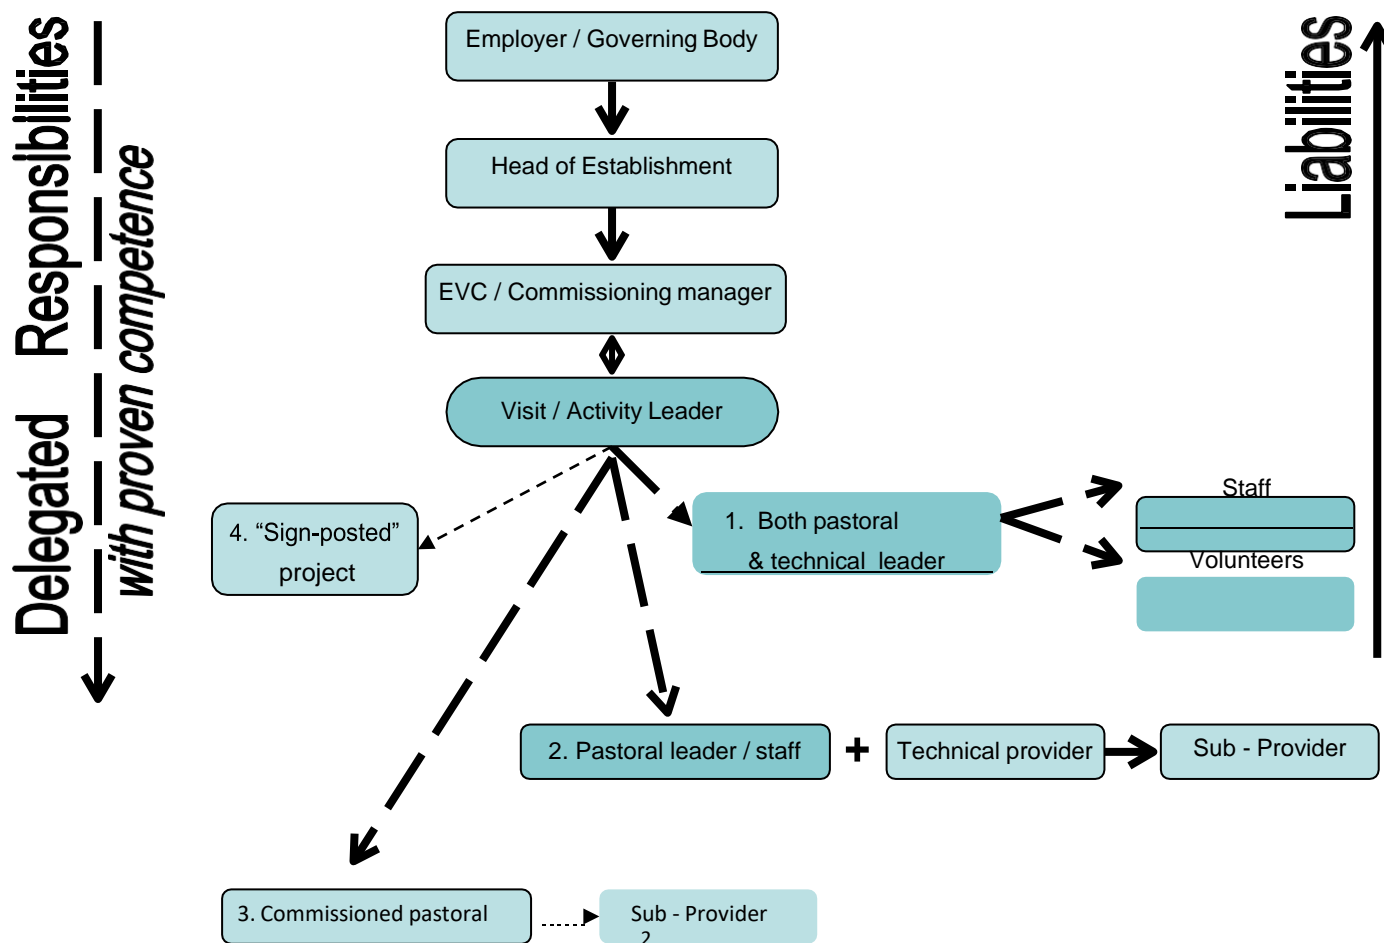 Delegated Responsibilities
with proven competence
Liabilities
Employer / Governing Body
Head of Establishment
EVC / Commissioning manager
Visit / Activity Leader
4. “Sign-posted”
project
1. Both pastoral
& technical leader
Staff
Volunteers
2. Pastoral leader / staff
+
Technical provider
Sub - Provider
3. Commissioned pastoral
Sub - Provider
2